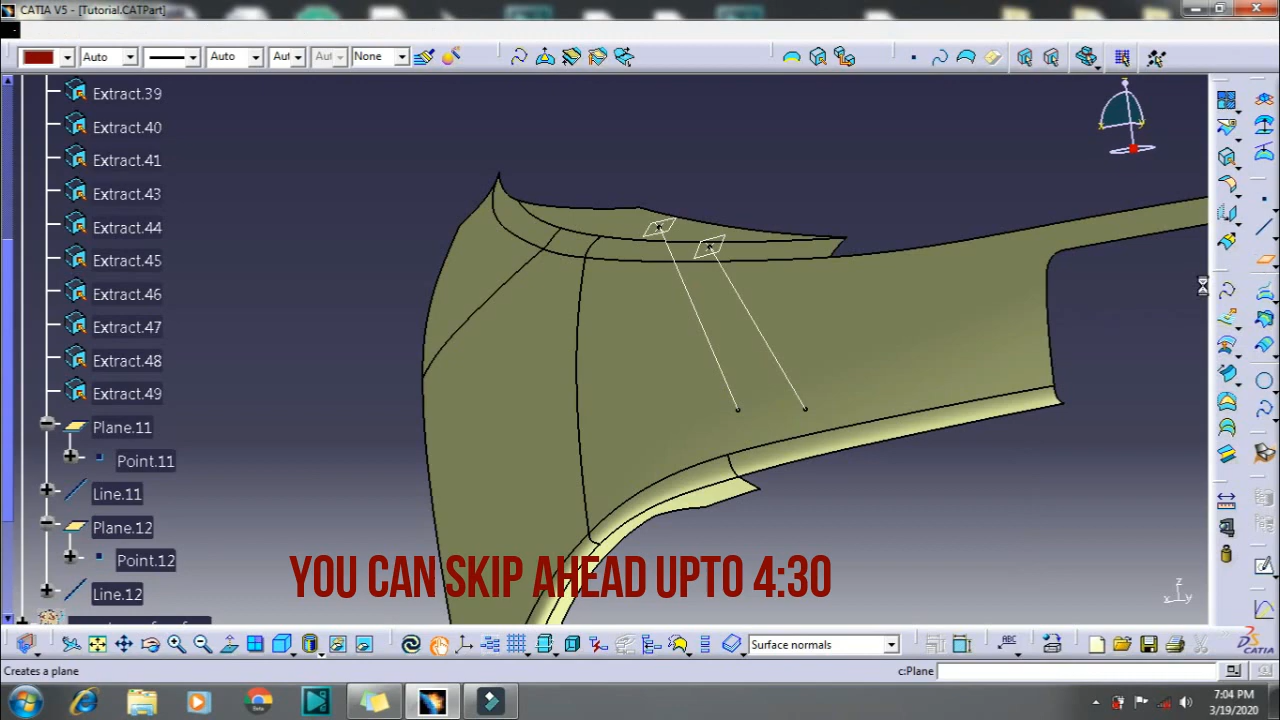 CATIA V5 - [Tutorial.CATPart]
Auto
Auto
Aut
Aut
None
Extract.39
Extract.40
Extract.41
Extract.43
Extract.44
Extract.45
Extract.46
Extract.47
Extract.48
Extract.49
Plane.11
Point.11
Line.11
Plane.12
Point.12
Line.12
YOU CAN SKIP AHEAD UPTO 4:30
z
x
y
Surface normals
ABC
CATIA
Creates a plane
c:Plane
7:04 PM
3/19/2020